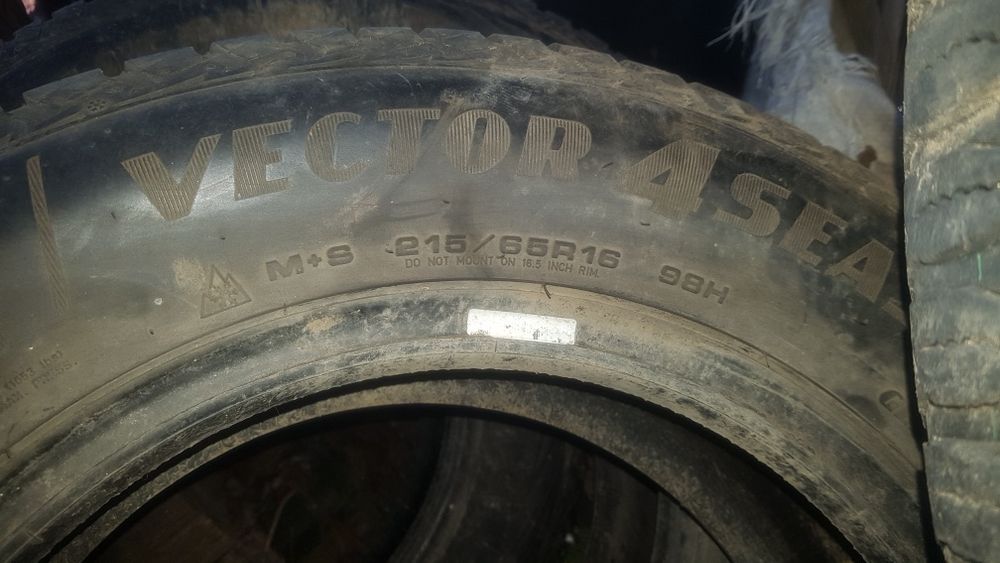 VECTOR 4SEA
M+S 215/65R16 98H
DO NOT MOUNT ON 16.5 INCH RIM.